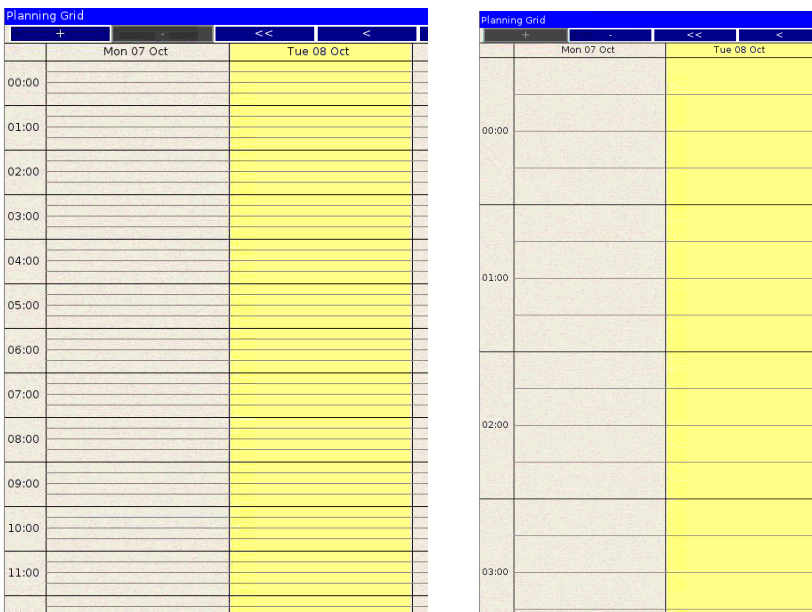 Planning Grid
+ - << <
Mon 07 Oct Tue 08 Oct
00:00
01:00
02:00
03:00
04:00
05:00
06:00
07:00
08:00
09:00
10:00
11:00
Planning Grid
+ - << <
Mon 07 Oct Tue 08 Oct
00:00
01:00
02:00
03:00